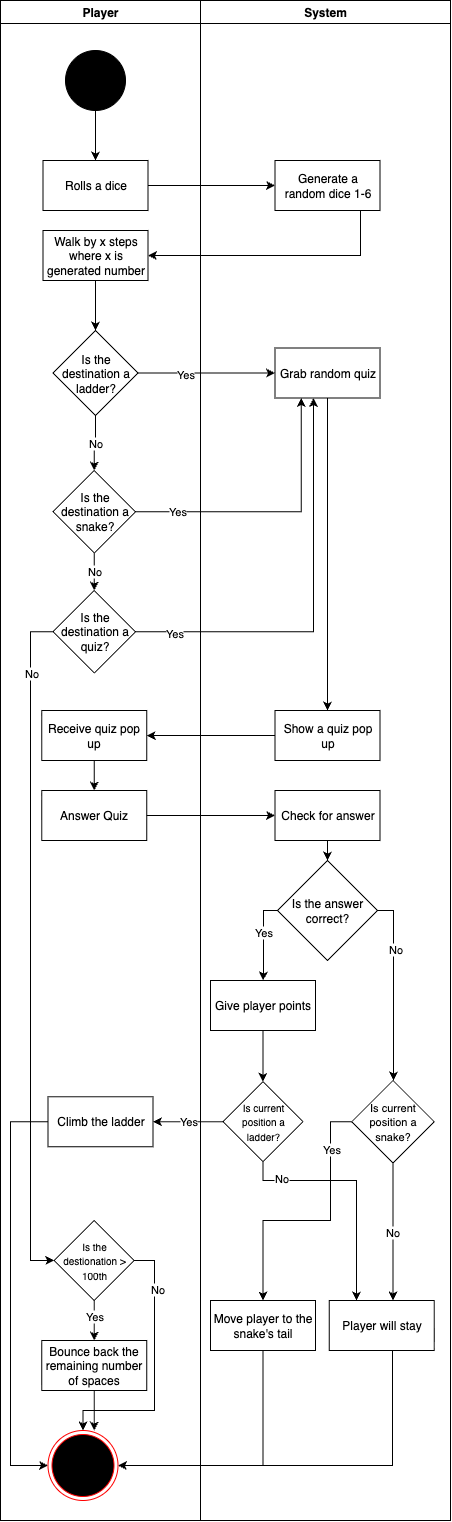 Player
System
Rolls a dice
Generate a
random dice 1-6
Walk by x steps
where x is
generated number
Is the
destination a
ladder?
Yes
Grab random quiz
No
Is the
destination a
snake?
Yes
No
Is the
destination a
quiz?
Yes
No
Receive quiz pop
up
Show a quiz pop
up
Answer Quiz
Check for answer
Is the answer
correct?
Yes
No
Give player points
Climb the ladder
Yes
Is current
position a
ladder?
Is current
position a
snake?
Yes
No
No
Is the
destionation >
100th
No
Yes
Move player to the
snake's tail
Player will stay
Bounce back the
remaining number
of spaces